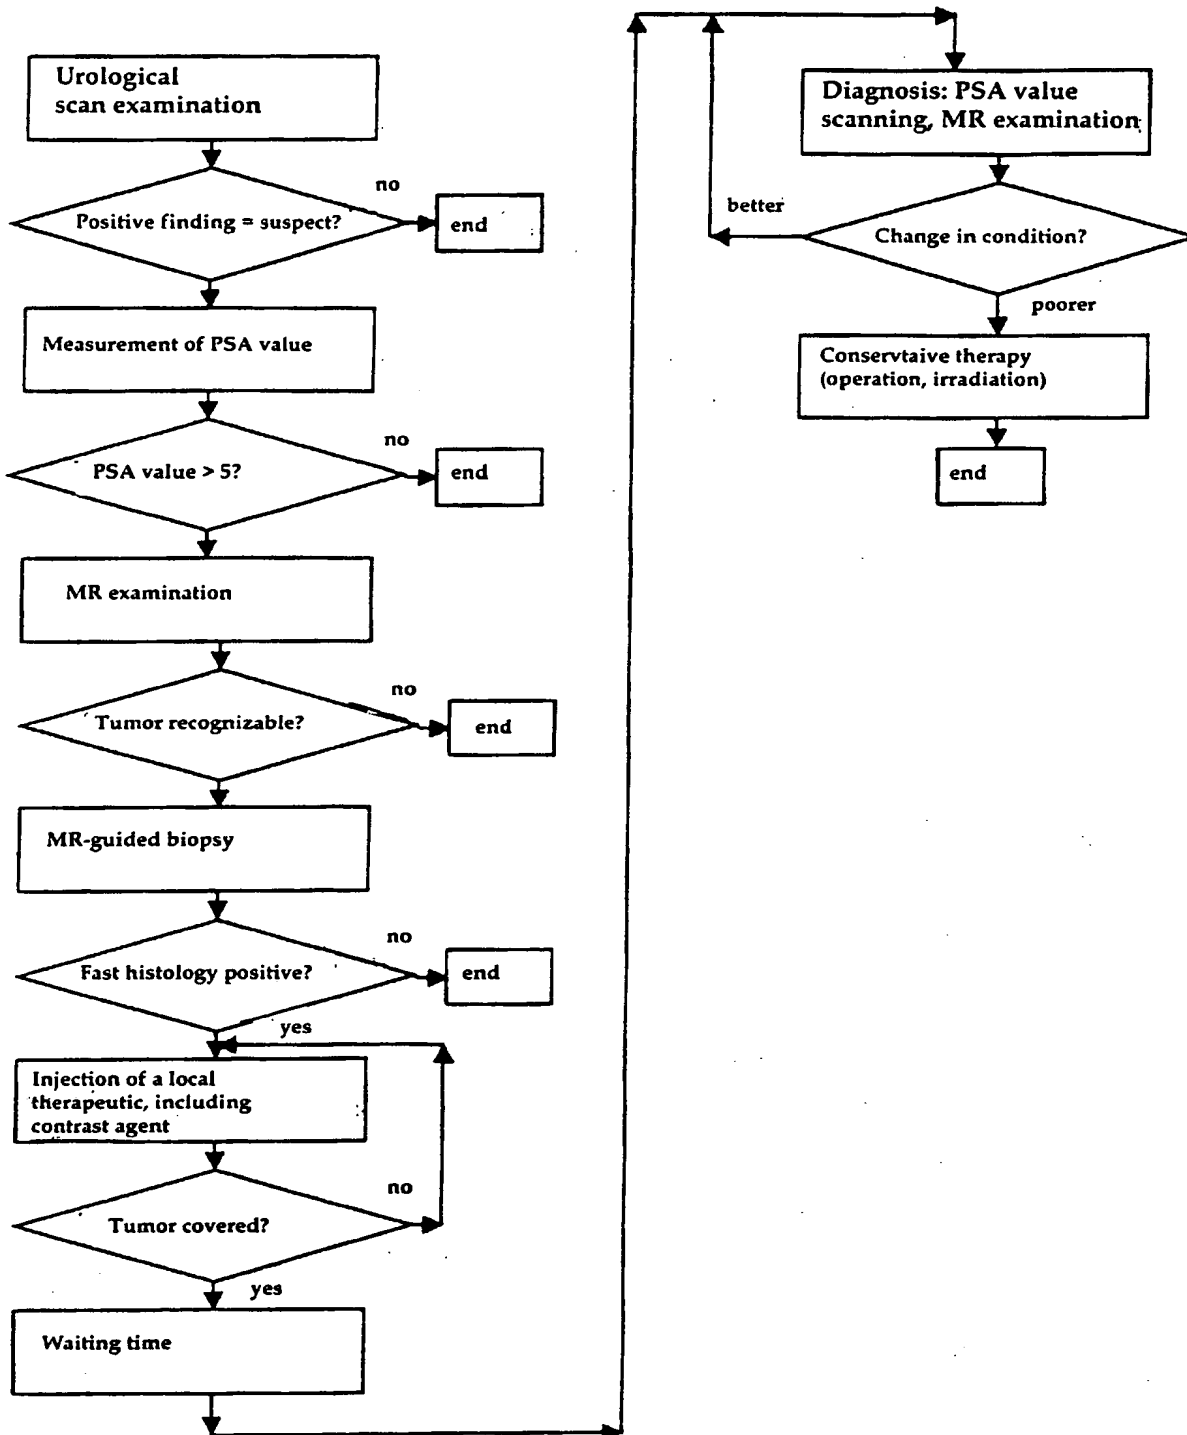 Urological
scan examination
no
Positive finding = suspect?
end
Measurement of PSA value
no
PSA value > 5?
end
MR examination
no
Tumor recognizable?
end
MR-guided biopsy
no
Fast histology positive?
end
yes
Injection of a local
therapeutic, including
contrast agent
no
Tumor covered?
yes
Waiting time
Diagnosis: PSA value
scanning, MR examination
better
Change in condition?
poorer
Conservtaive therapy
(operation, irradiation)
end